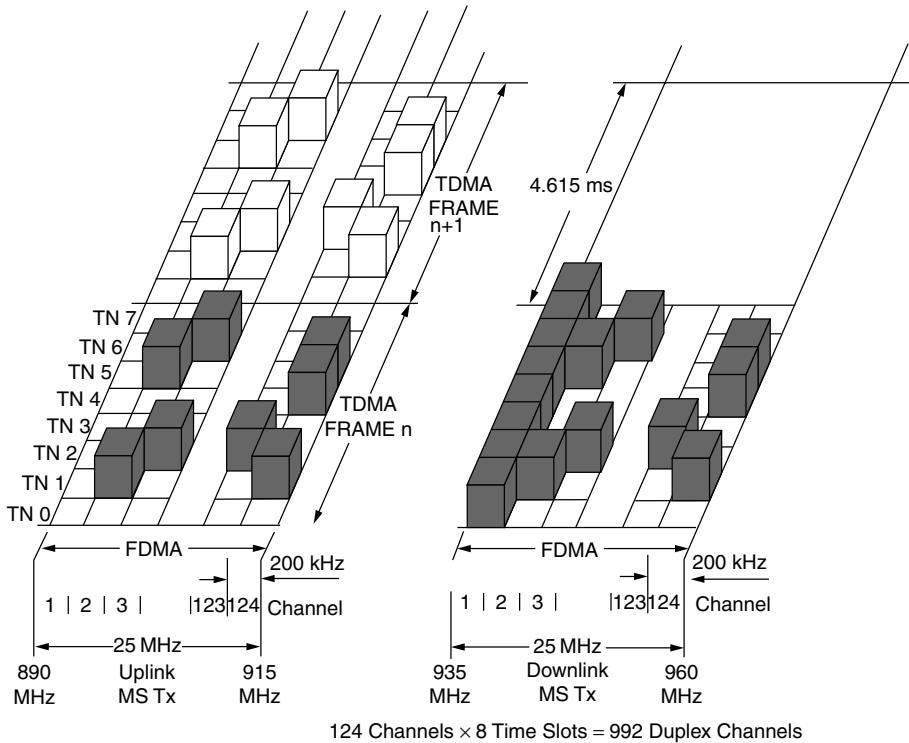 TDMA
FRAME
n+1
4.615 ms
TN 7
TN 6
TN 5
TN 4
TN 3
TN 2
TN 1
TN 0
TDMA
FRAME n
FDMA
200 kHz
1 | 2 | 3 | | 123 124 Channel
25 MHz
890
MHz
Uplink
MS Tx
915
MHz
FDMA
200 kHz
1 | 2 | 3 | | 123 124 Channel
25 MHz
935
MHz
Downlink
MS Tx
960
MHz
124 Channels × 8 Time Slots = 992 Duplex Channels